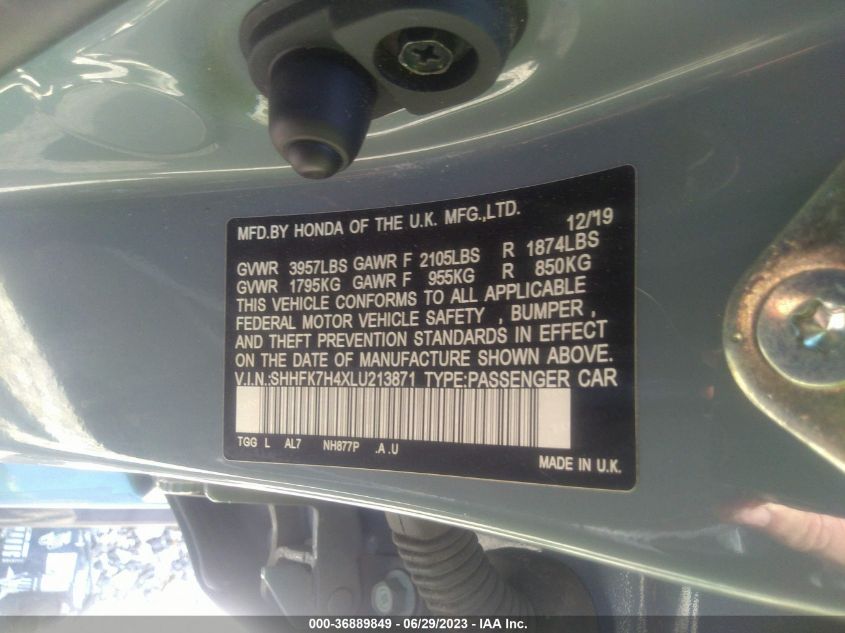 MFD.BY HONDA OF THE U.K. MFG.,LTD. 12/'19
GVWR 3957LBS GAWR F 2105LBS R 1874LBS
GVWR 1795KG GAWR F 955KG R 850KG
THIS VEHICLE CONFORMS TO ALL APPLICABLE
FEDERAL MOTOR VEHICLE SAFETY , BUMPER ,
AND THEFT PREVENTION STANDARDS IN EFFECT
ON THE DATE OF MANUFACTURE SHOWN ABOVE.
V.I.N.:SHHFK7H4XLU213871 TYPE:PASSENGER CAR
TGG L AL7 NH877P .A .U
MADE IN U.K.
000-36889849 - 06/29/2023 - IAA Inc.